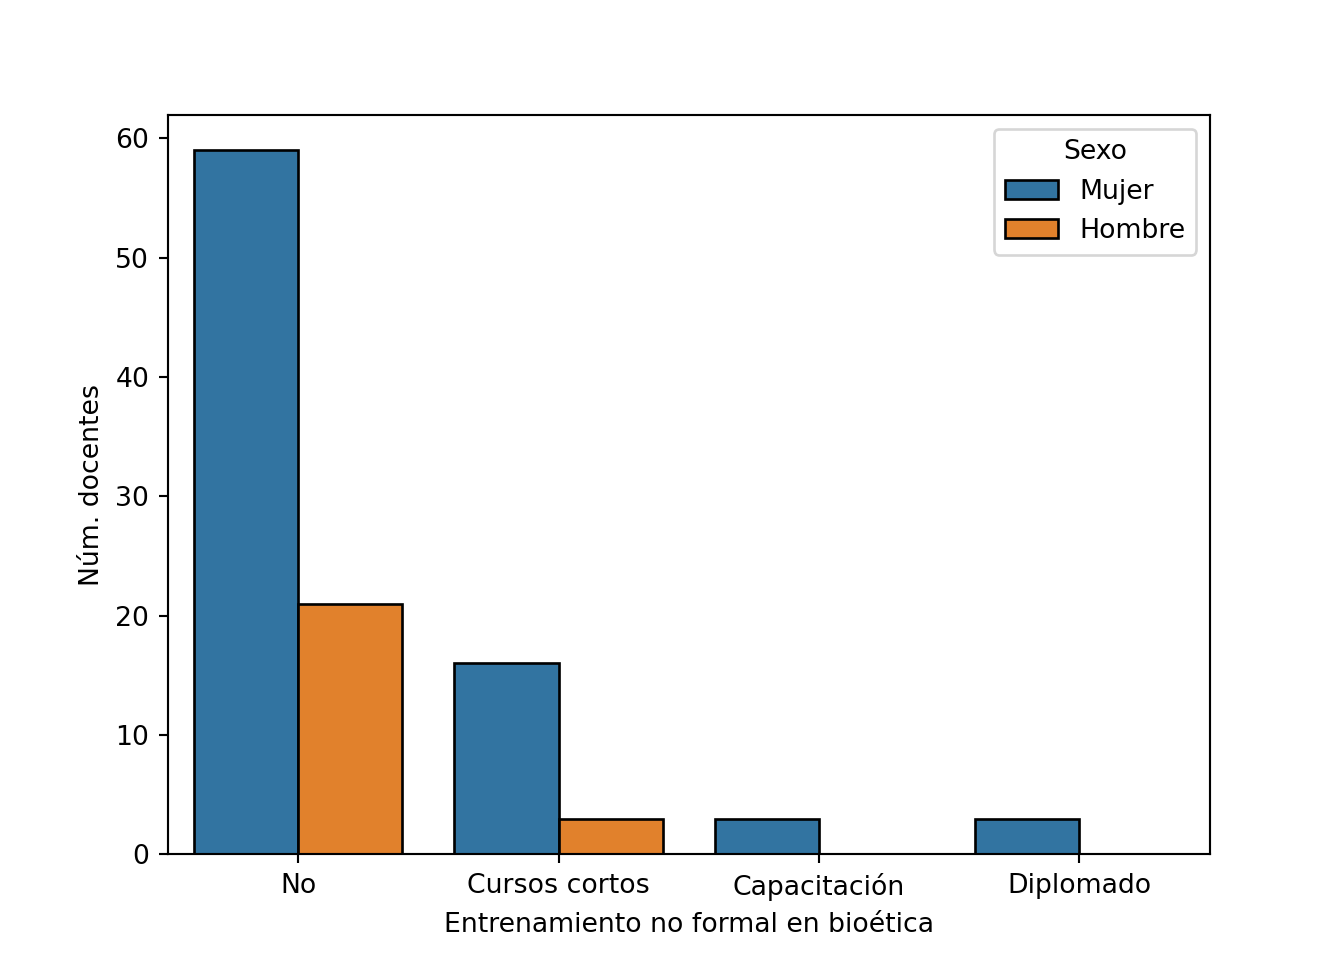 Sexo
Mujer
Hombre
60
50
40
30
20
10
0
Núm. docentes
No
Cursos cortos
Capacitación
Diplomado
Entrenamiento no formal en bioética